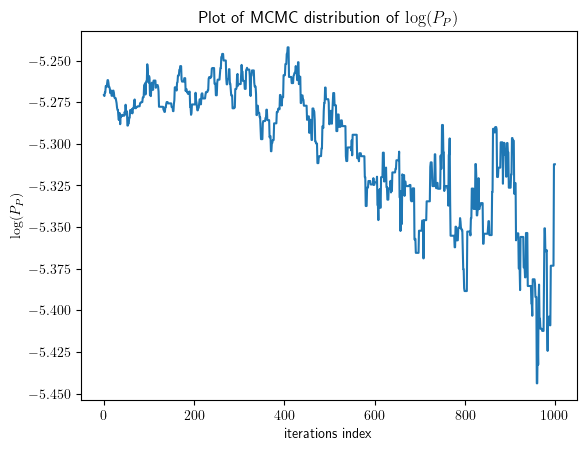 Plot of MCMC distribution of log(P_P)
−5.250
−5.275
−5.300
−5.325
−5.350
−5.375
−5.400
−5.425
−5.450
log(P_P)
0 200 400 600 800 1000
iterations index